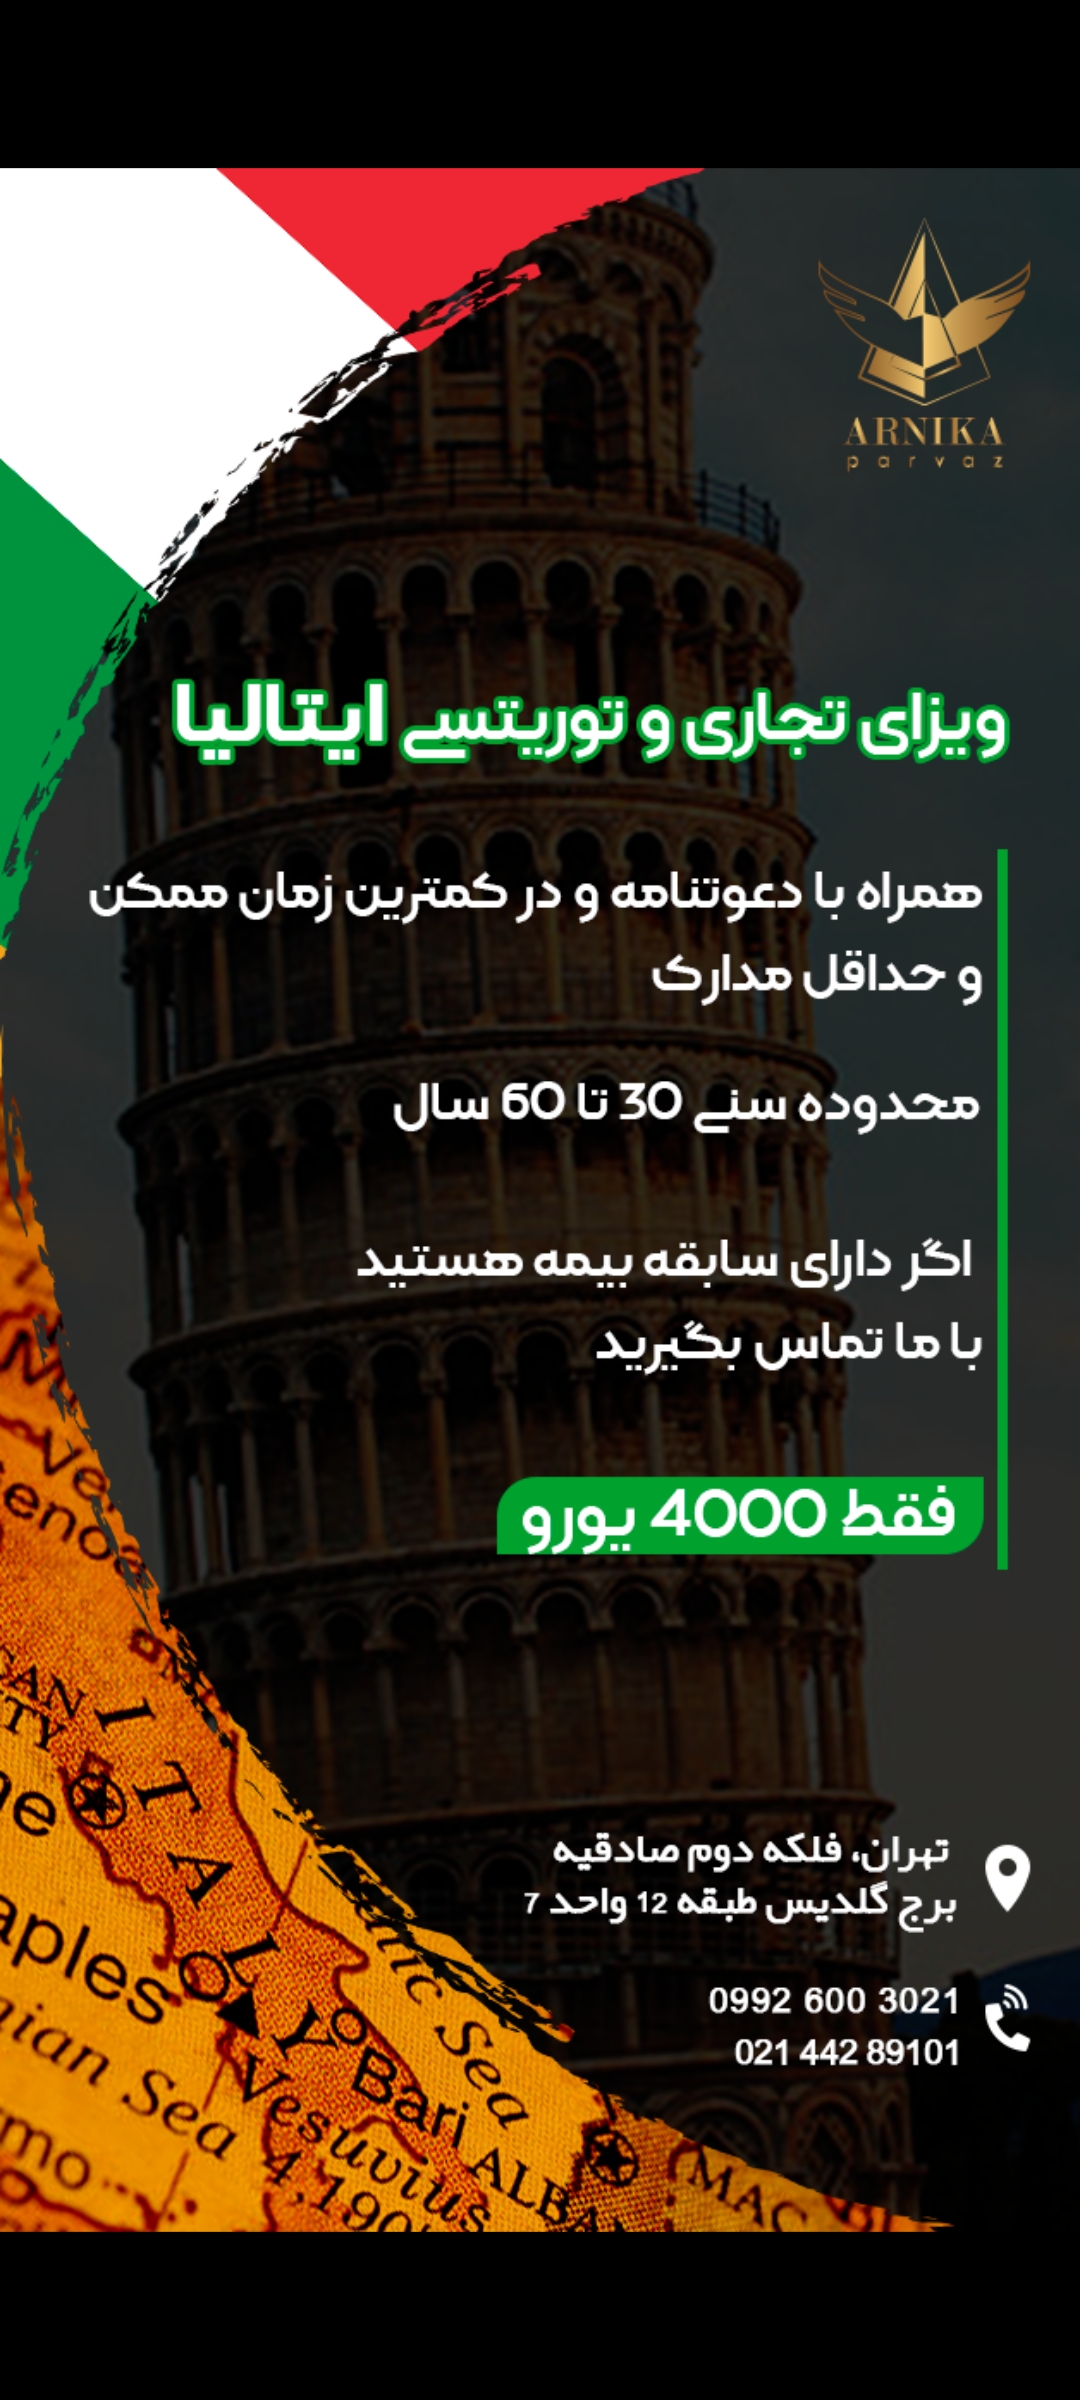 ARNIKA
parvaz
ویزای تجاری و توریتسی ایتالیا
همراه با دعوتنامه و در کمترین زمان ممکن
و حداقل مدارک
محدوده سنی 30 تا 60 سال
اگر دارای سابقه بیمه هستید
با ما تماس بگیرید
فقط 4000 یورو
تهران، فلکه دوم صادقیه
برج گلدیس طبقه 12 واحد 7
0992 600 3021
021 442 89101
ITALY
Bari
Vesuvius
Sea
Sea